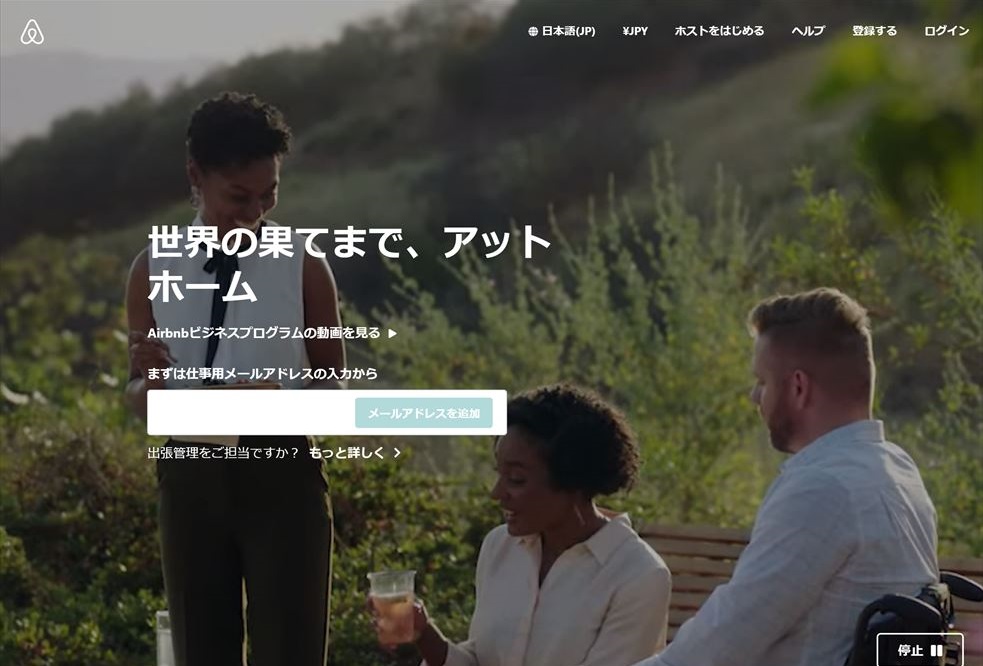 日本語(JP) ¥JPY ホストをはじめる ヘルプ 登録する ログイン
世界の果てまで、アット
ホーム
Airbnbビジネスプログラムの動画を見る
まずは仕事用メールアドレスの入力から
メールアドレスを追加
出張管理をご担当ですか？ もっと詳しく
停止